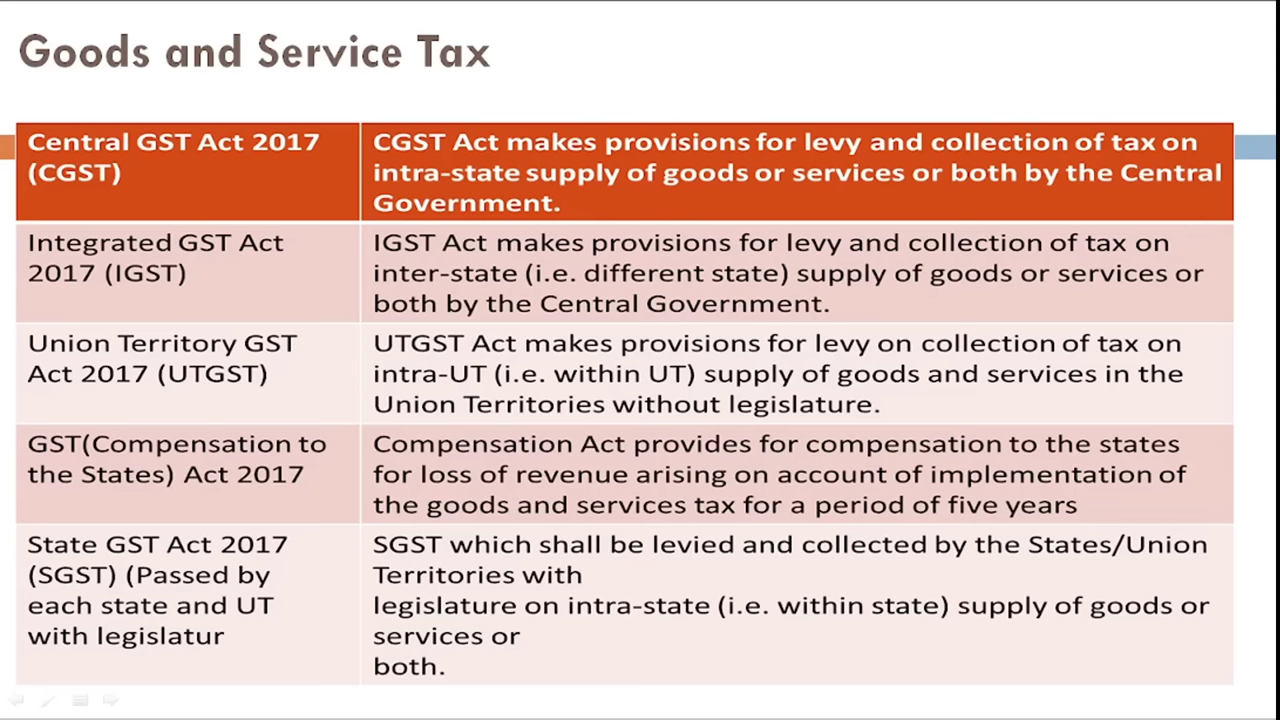 Goods and Service Tax
Central GST Act 2017
(CGST)
CGST Act makes provisions for levy and collection of tax on
intra-state supply of goods or services or both by the Central
Government.
Integrated GST Act
2017 (IGST)
IGST Act makes provisions for levy and collection of tax on
inter-state (i.e. different state) supply of goods or services or
both by the Central Government.
Union Territory GST
Act 2017 (UTGST)
UTGST Act makes provisions for levy on collection of tax on
intra-UT (i.e. within UT) supply of goods and services in the
Union Territories without legislature.
GST(Compensation to
the States) Act 2017
Compensation Act provides for compensation to the states
for loss of revenue arising on account of implementation of
the goods and services tax for a period of five years
State GST Act 2017
(SGST) (Passed by
each state and UT
with legislatur
SGST which shall be levied and collected by the States/Union
Territories with
legislature on intra-state (i.e. within state) supply of goods or
services or
both.